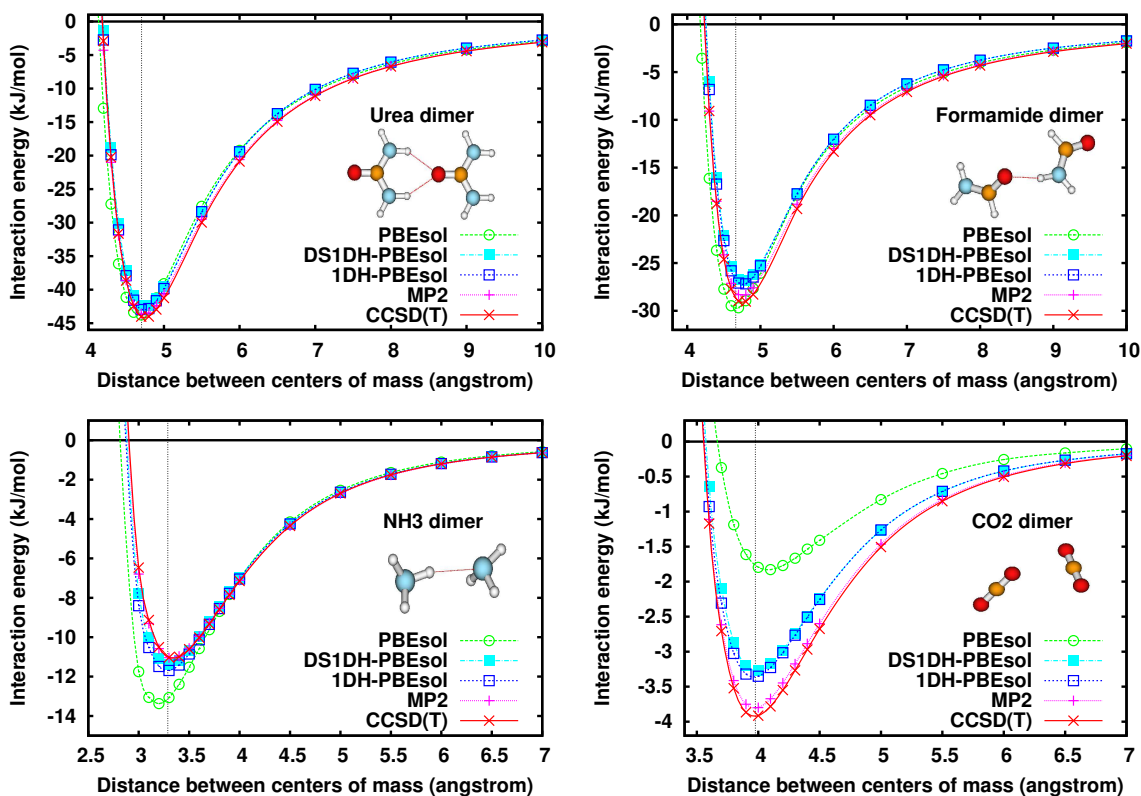 0
-5
-10
-15
-20
-25
-30
-35
-40
-45
4 5 6 7 8 9 10
Interaction energy (kJ/mol)
Distance between centers of mass (angstrom)
Urea dimer
PBEsol
DS1DH-PBEsol
1DH-PBEsol
MP2
CCSD(T)
0
-5
-10
-15
-20
-25
-30
4 5 6 7 8 9 10
Interaction energy (kJ/mol)
Distance between centers of mass (angstrom)
Formamide dimer
PBEsol
DS1DH-PBEsol
1DH-PBEsol
MP2
CCSD(T)
0
-2
-4
-6
-8
-10
-12
-14
2.5 3 3.5 4 4.5 5 5.5 6 6.5 7
Interaction energy (kJ/mol)
Distance between centers of mass (angstrom)
NH3 dimer
PBEsol
DS1DH-PBEsol
1DH-PBEsol
MP2
CCSD(T)
0
-0.5
-1
-1.5
-2
-2.5
-3
-3.5
-4
3.5 4 4.5 5 5.5 6 6.5 7
Interaction energy (kJ/mol)
Distance between centers of mass (angstrom)
CO2 dimer
PBEsol
DS1DH-PBEsol
1DH-PBEsol
MP2
CCSD(T)